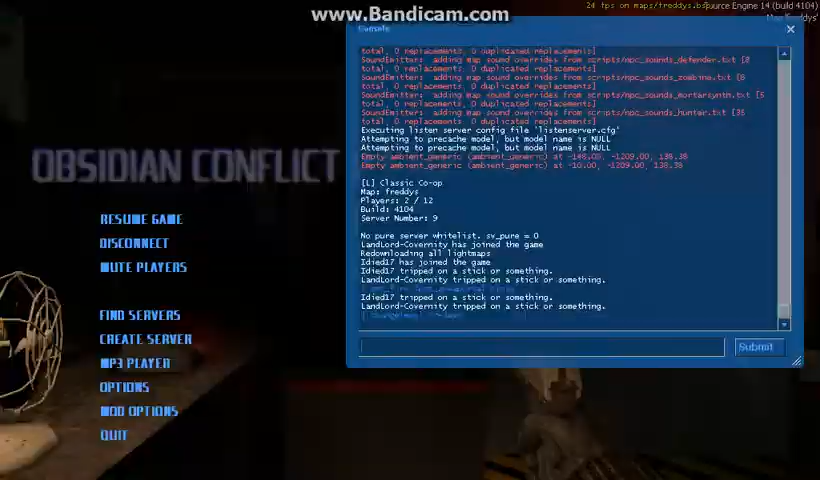 www.Bandicam.com
24 fps on maps/freddys.bs
ource Engine 14 (build 4104)
Map: freddys
Console
total, 0 replacements, 0 duplicated replacements]
SoundEmitter: adding map sound overrides from scripts/npc_sounds_defender.txt [8
total, 0 replacements, 0 duplicated replacements]
SoundEmitter: adding map sound overrides from scripts/npc_sounds_zombine.txt [8
total, 0 replacements, 0 duplicated replacements]
SoundEmitter: adding map sound overrides from scripts/npc_sounds_mortarsynth.txt [5
total, 0 replacements, 0 duplicated replacements]
SoundEmitter: adding map sound overrides from scripts/npc_sounds_hunter.txt [35
total, 0 replacements, 0 duplicated replacements]
Executing listen server config file 'listenserver.cfg'
Attempting to precache model, but model name is NULL
Attempting to precache model, but model name is NULL
Empty ambient_generic (ambient_generic) at -148.00, -1209.00, 138.38
Empty ambient_generic (ambient_generic) at -10.00, -1209.00, 138.38
[L] Classic Co-op
Map: freddys
Players: 2 / 12
Build: 4104
Server Number: 9
No pure server whitelist. sv_pure = 0
LandLord-Covernity has joined the game
Redownloading all lightmaps
Idied17 has joined the game
Idied17 tripped on a stick or something.
LandLord-Covernity tripped on a stick or something.
Idied17 tripped on a stick or something.
LandLord-Covernity tripped on a stick or something.
Submit
OBSIDIAN CONFLICT
RESUME GAME
DISCONNECT
MUTE PLAYERS
FIND SERVERS
CREATE SERVER
MP3 PLAYER
OPTIONS
MOD OPTIONS
QUIT